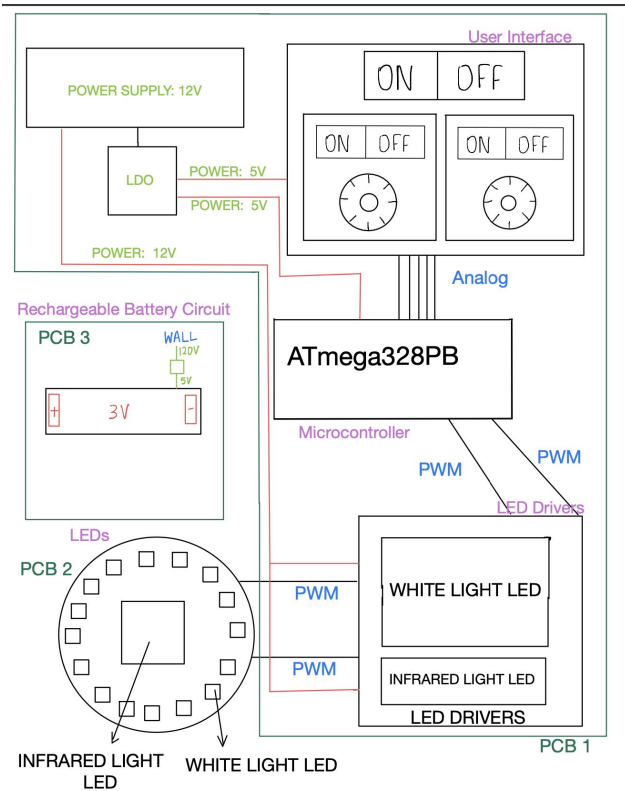 User Interface
POWER SUPPLY: 12V
ON OFF
ON OFF
ON OFF
LDO
POWER: 5V
POWER: 5V
POWER: 12V
Analog
Rechargeable Battery Circuit
PCB 3
WALL
120V
5V
+ 3V -
ATmega328PB
Microcontroller
PWM
PWM
LED Drivers
LEDs
PCB 2
WHITE LIGHT LED
PWM
PWM
INFRARED LIGHT LED
LED DRIVERS
PCB 1
INFRARED LIGHT
LED
WHITE LIGHT LED